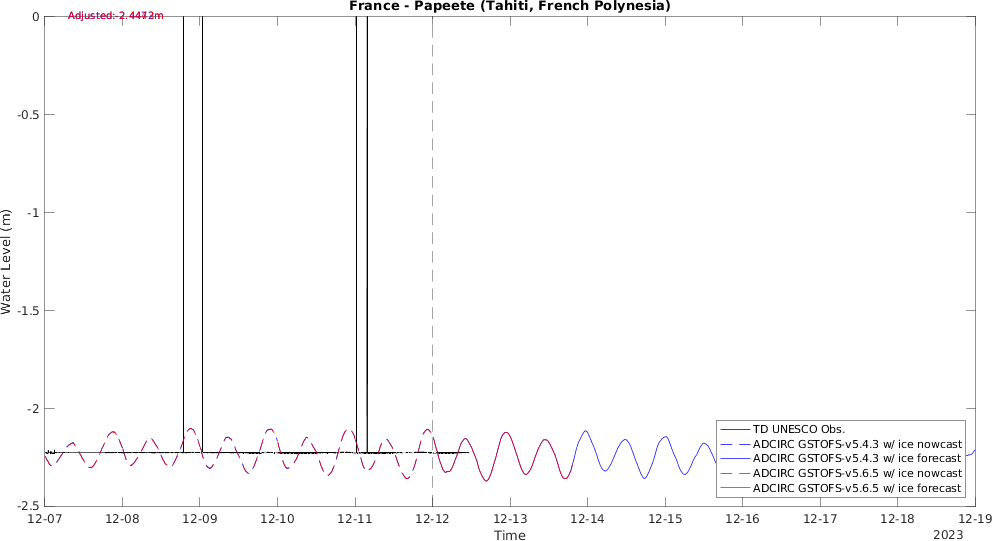 France - Papeete (Tahiti, French Polynesia)
0
-0.5
-1
-1.5
-2
-2.5
Water Level (m)
12-07
12-08
12-09
12-10
12-11
12-12
12-13
12-14
12-15
12-16
12-17
12-18
12-19
Time
2023
TD UNESCO Obs.
ADCIRC GSTOFS-v5.4.3 w/ ice nowcast
ADCIRC GSTOFS-v5.4.3 w/ ice forecast
ADCIRC GSTOFS-v5.6.5 w/ ice nowcast
ADCIRC GSTOFS-v5.6.5 w/ ice forecast
Adjusted: